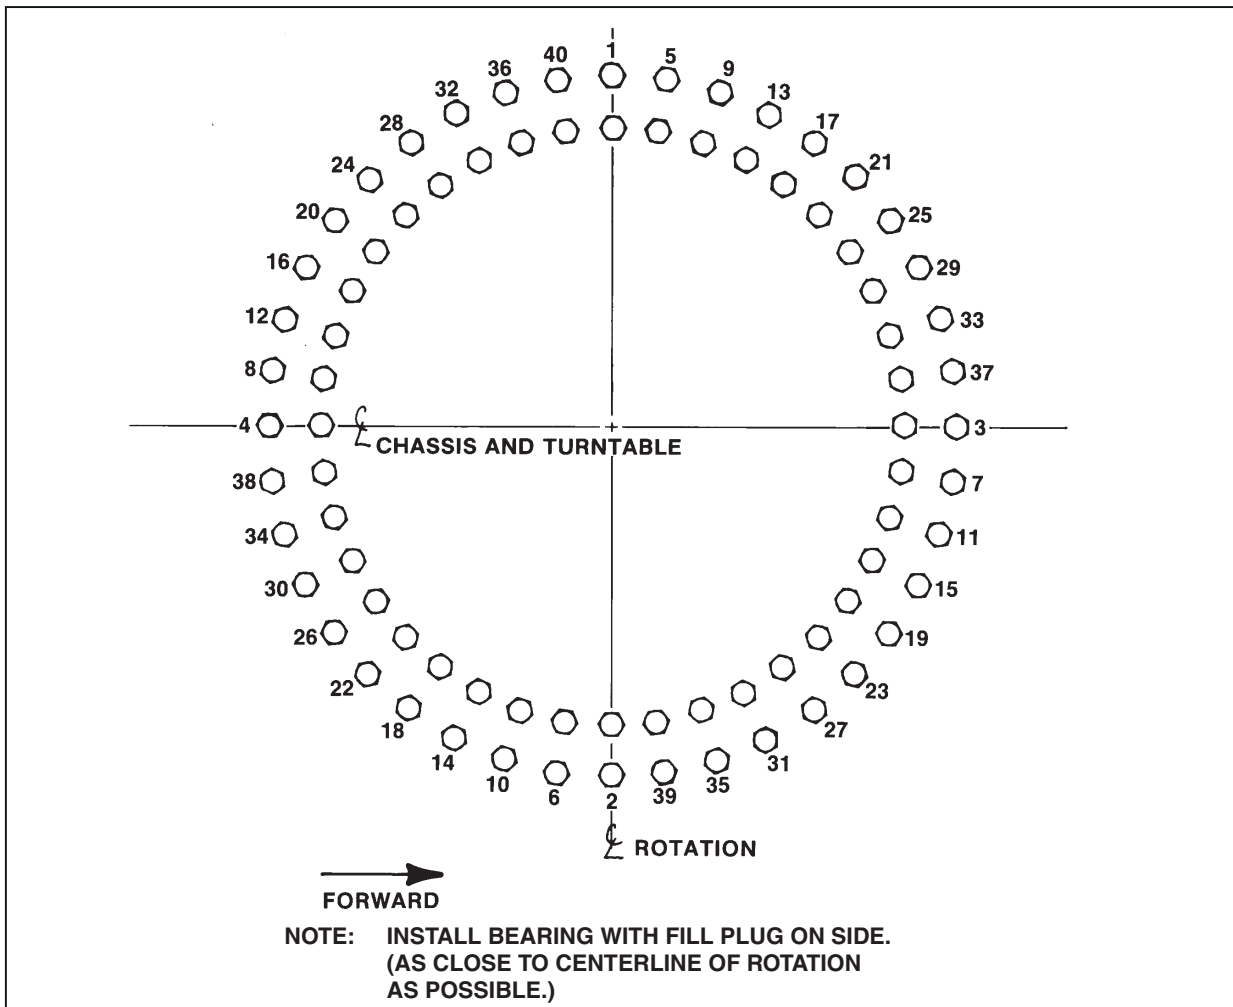 40 1 5
36 9
32 13
28 17
24 21
20 25
16 29
12 33
8 37
4 ℄ 3
CHASSIS AND TURNTABLE
38 7
34 11
30 15
26 19
22 23
18 27
14 31
10 6 2 39 35
℄ ROTATION
FORWARD
NOTE: INSTALL BEARING WITH FILL PLUG ON SIDE.
(AS CLOSE TO CENTERLINE OF ROTATION
AS POSSIBLE.)